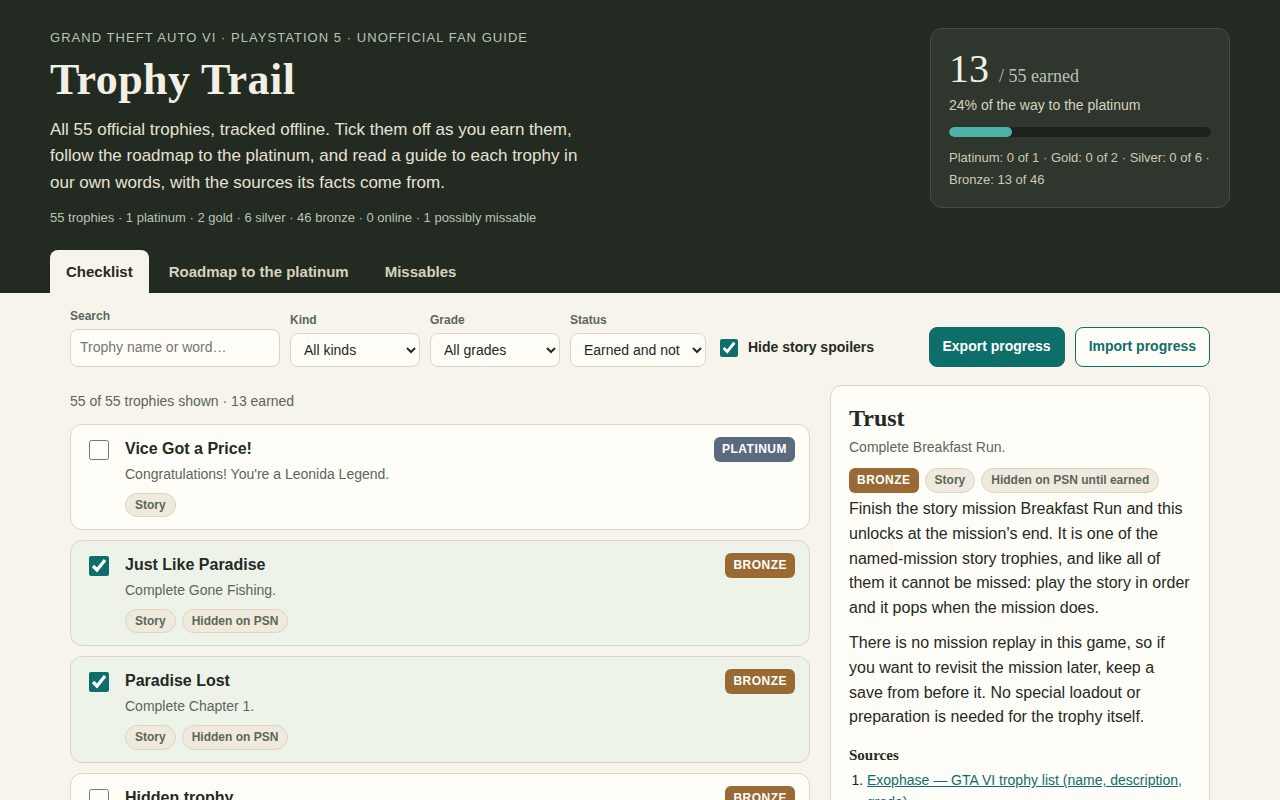 GRAND THEFT AUTO VI · PLAYSTATION 5 · UNOFFICIAL FAN GUIDE
Trophy Trail
All 55 official trophies, tracked offline. Tick them off as you earn them,
follow the roadmap to the platinum, and read a guide to each trophy in
our own words, with the sources its facts come from.
55 trophies · 1 platinum · 2 gold · 6 silver · 46 bronze · 0 online · 1 possibly missable
13 / 55 earned
24% of the way to the platinum
Platinum: 0 of 1 · Gold: 0 of 2 · Silver: 0 of 6 ·
Bronze: 13 of 46
Checklist
Roadmap to the platinum
Missables
Search
Trophy name or word…
Kind
All kinds
Grade
All grades
Status
Earned and not
Hide story spoilers
Export progress
Import progress
55 of 55 trophies shown · 13 earned
Vice Got a Price!
PLATINUM
Congratulations! You're a Leonida Legend.
Story
Just Like Paradise
BRONZE
Complete Gone Fishing.
Story
Hidden on PSN
Paradise Lost
BRONZE
Complete Chapter 1.
Story
Hidden on PSN
Hidden trophy
BRONZE
Trust
Complete Breakfast Run.
BRONZE
Story
Hidden on PSN until earned
Finish the story mission Breakfast Run and this
unlocks at the mission's end. It is one of the
named-mission story trophies, and like all of
them it cannot be missed: play the story in order
and it pops when the mission does.
There is no mission replay in this game, so if
you want to revisit the mission later, keep a
save from before it. No special loadout or
preparation is needed for the trophy itself.
Sources
1. Exophase — GTA VI trophy list (name, description,
grade)